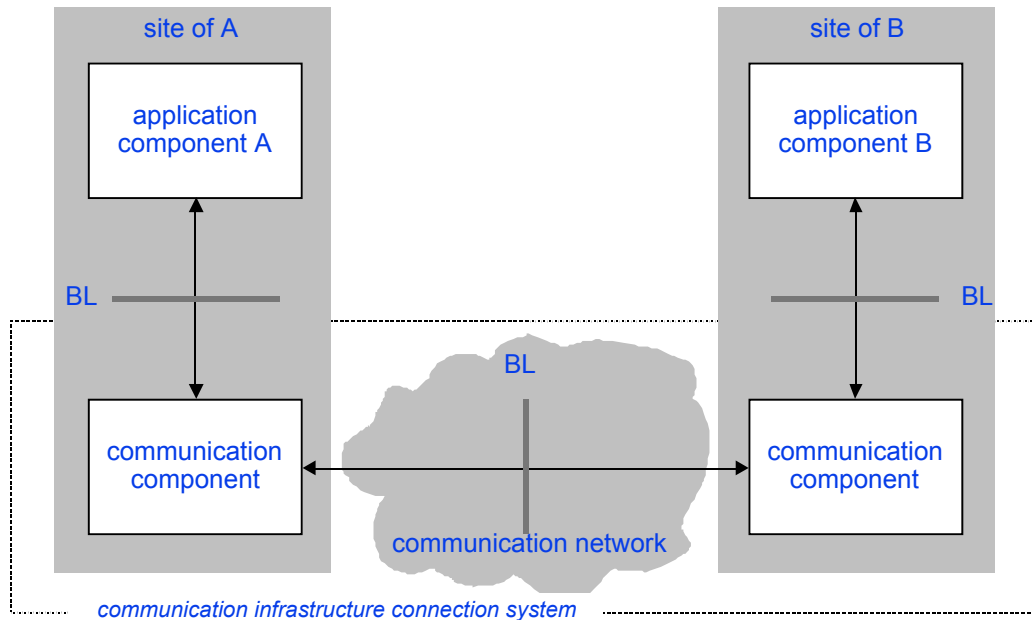 site of A
site of B
application
component A
application
component B
BL
BL
BL
communication
component
communication
component
communication network
communication infrastructure connection system